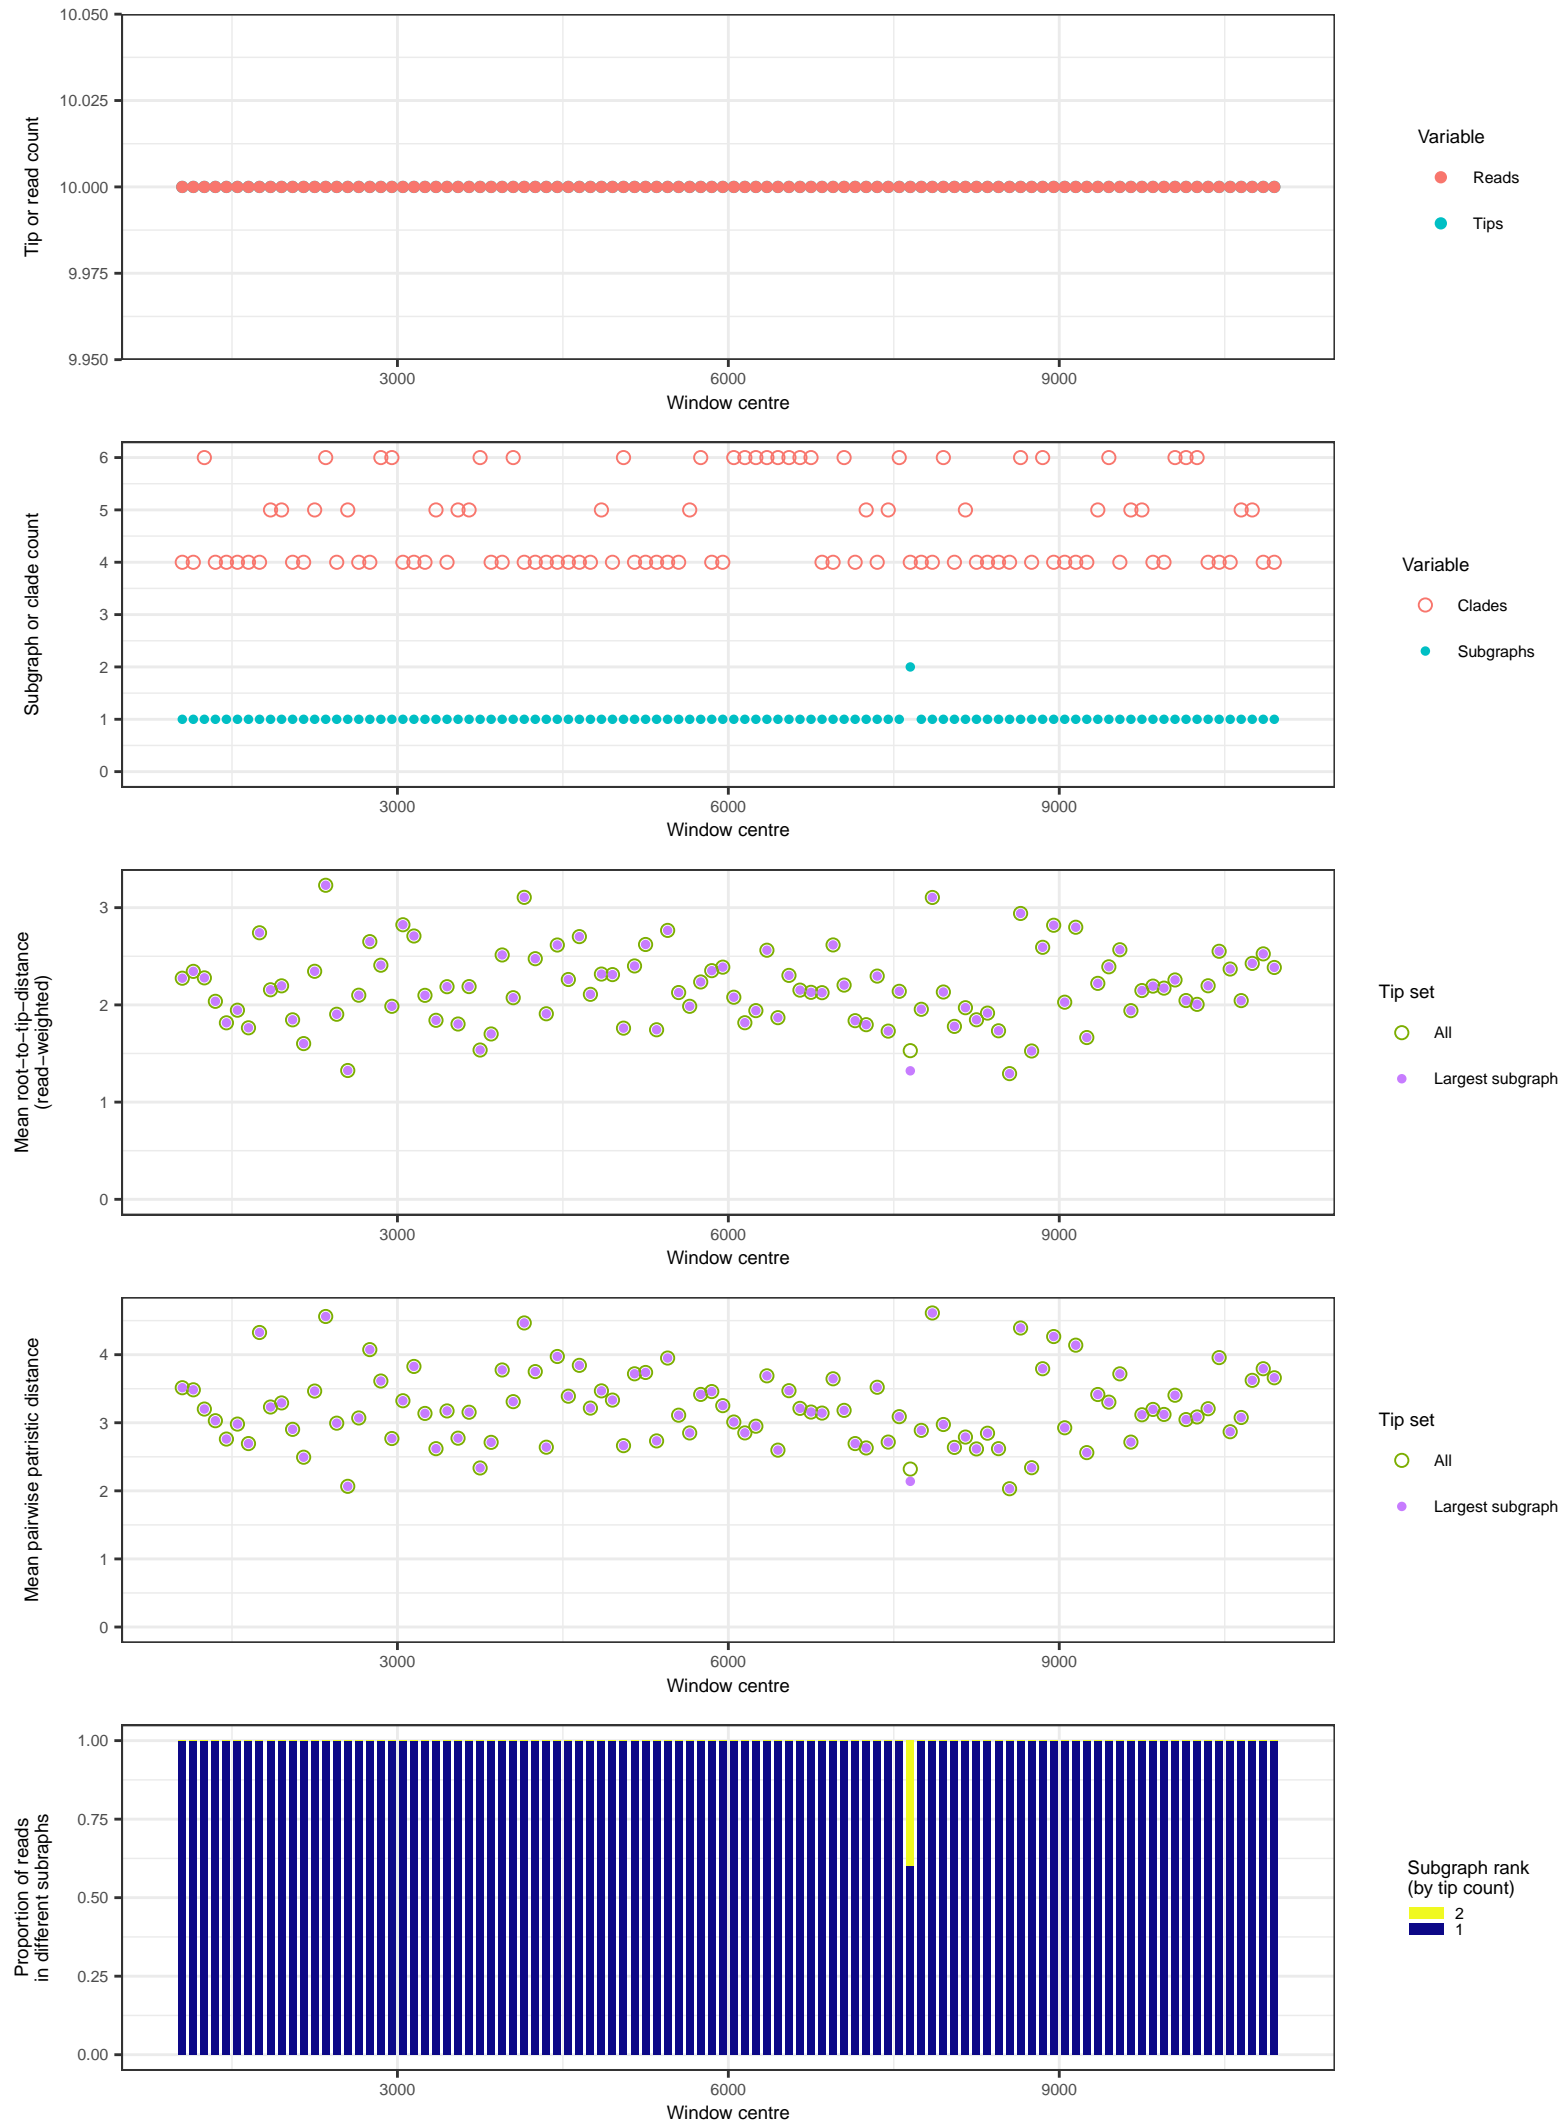 10.050
10.025
10.000
9.975
9.950
Tip or read count
3000 6000 9000
Window centre
Variable
Reads
Tips
6
5
4
3
2
1
0
Subgraph or clade count
3000 6000 9000
Window centre
Variable
Clades
Subgraphs
3
2
1
0
Mean root−to−tip−distance
(read−weighted)
3000 6000 9000
Window centre
Tip set
All
Largest subgraph
4
3
2
1
0
Mean pairwise patristic distance
3000 6000 9000
Window centre
Tip set
All
Largest subgraph
1.00
0.75
0.50
0.25
0.00
Proportion of reads
in different subraphs
3000 6000 9000
Window centre
Subgraph rank
(by tip count)
2
1